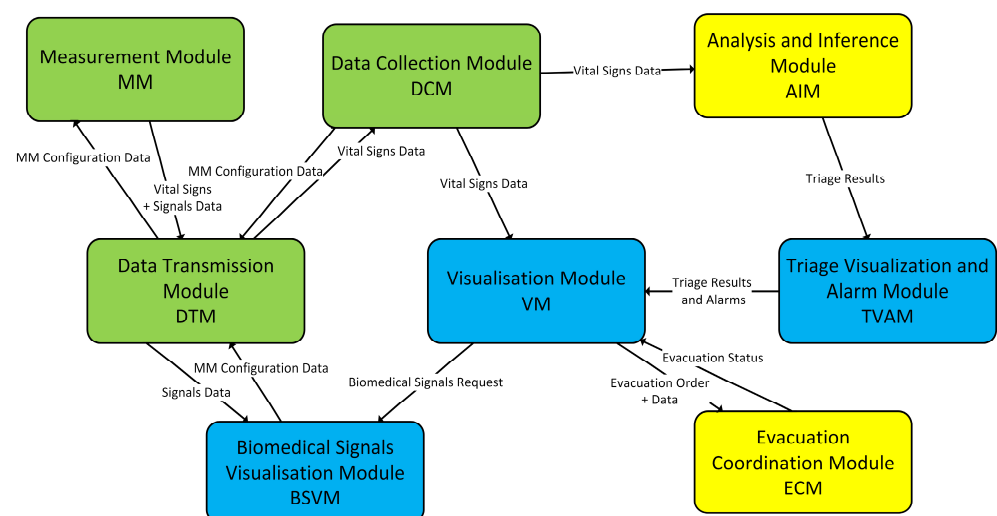 Measurement Module
MM
Data Collection Module
DCM
Analysis and Inference
Module
AIM
Vital Signs Data
MM Configuration Data
Vital Signs
+ Signals Data
MM Configuration Data
Vital Signs Data
Vital Signs Data
Triage Results
Data Transmission
Module
DTM
Visualisation Module
VM
Triage Results
and Alarms
Triage Visualization and
Alarm Module
TVAM
Signals Data
MM Configuration Data
Biomedical Signals Request
Evacuation Status
Evacuation Order
+ Data
Biomedical Signals
Visualisation Module
BSVM
Evacuation
Coordination Module
ECM